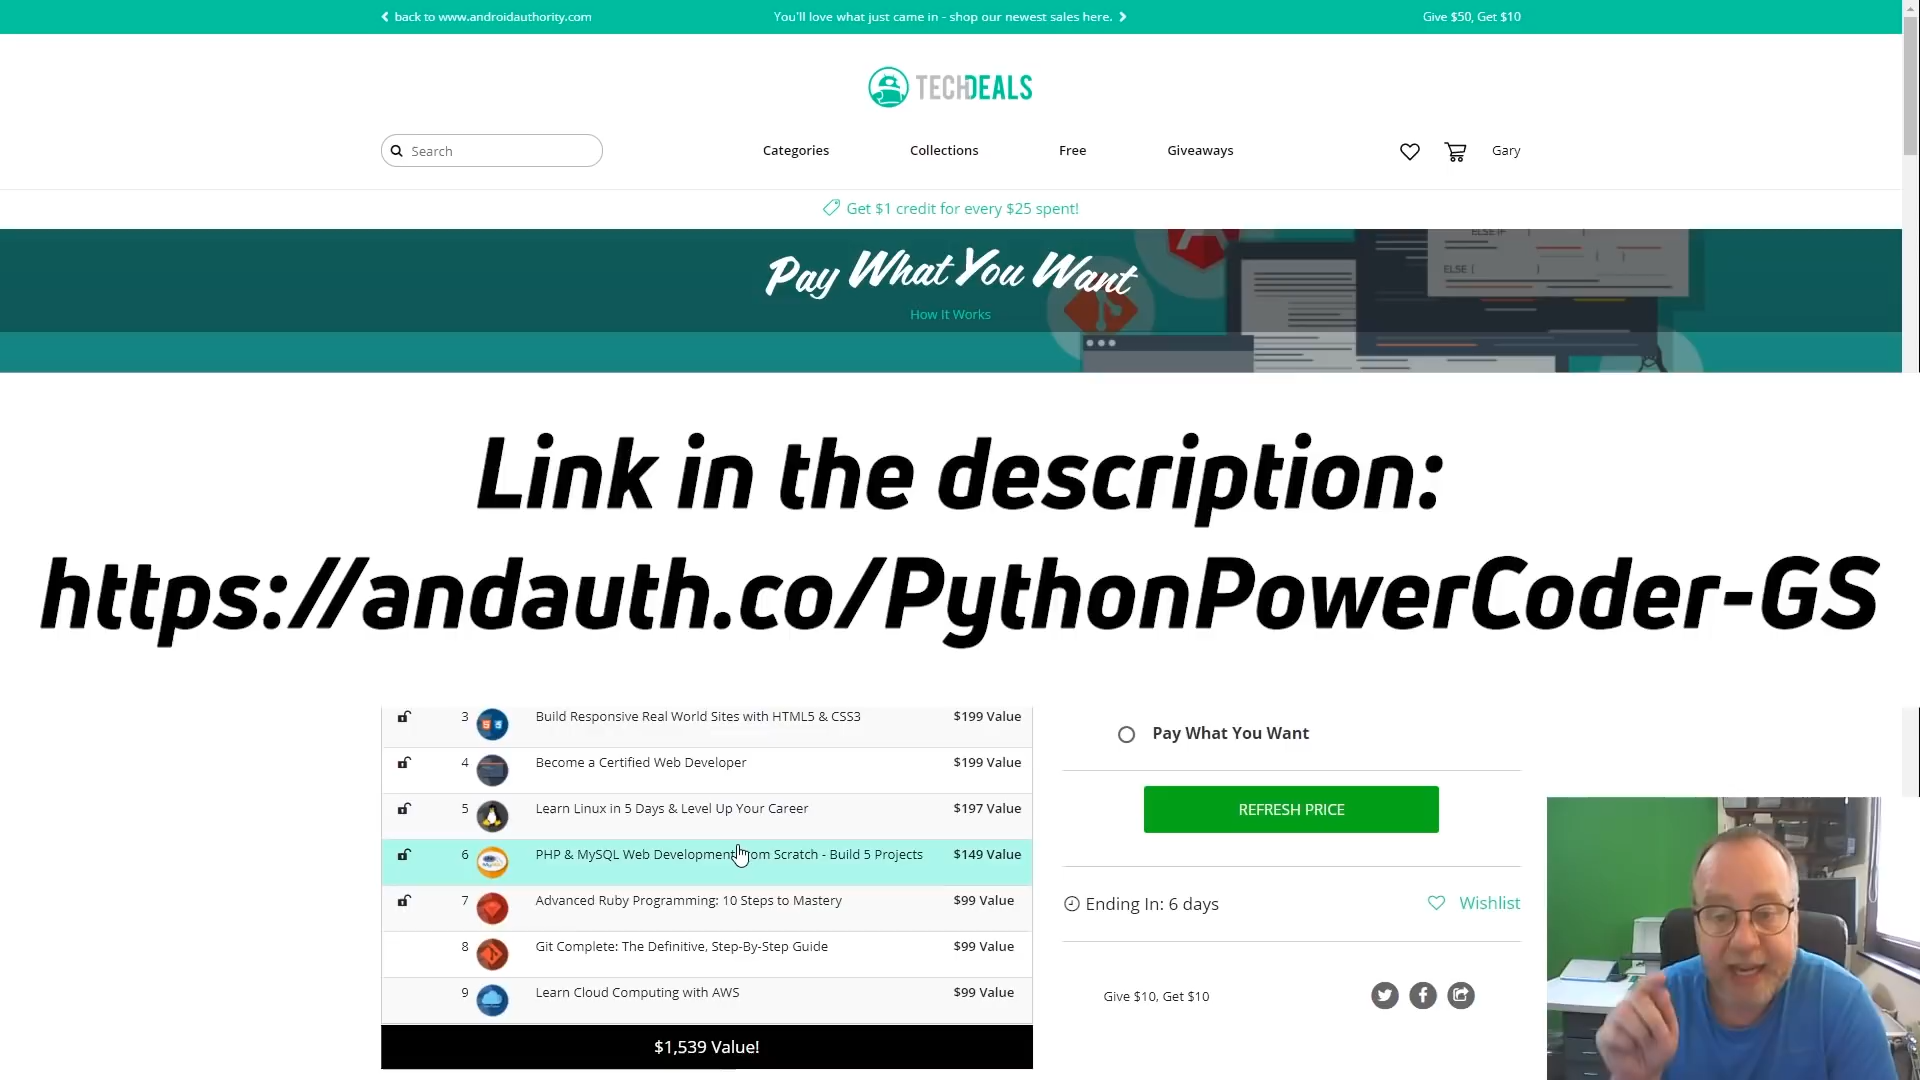 back to www.androidauthority.com
You'll love what just came in - shop our newest sales here.
Give $50, Get $10
TECHDEALS
Search
Categories
Collections
Free
Giveaways
Gary
Get $1 credit for every $25 spent!
Pay What You Want
How It Works
ELSE IF
ELSE {
}
Link in the description:
https://andauth.co/PythonPowerCoder-GS
3 Build Responsive Real World Sites with HTML5 & CSS3 $199 Value
4 Become a Certified Web Developer $199 Value
5 Learn Linux in 5 Days & Level Up Your Career $197 Value
6 PHP & MySQL Web Development From Scratch - Build 5 Projects $149 Value
7 Advanced Ruby Programming: 10 Steps to Mastery $99 Value
8 Git Complete: The Definitive, Step-By-Step Guide $99 Value
9 Learn Cloud Computing with AWS $99 Value
$1,539 Value!
Pay What You Want
REFRESH PRICE
Ending In: 6 days
Wishlist
Give $10, Get $10